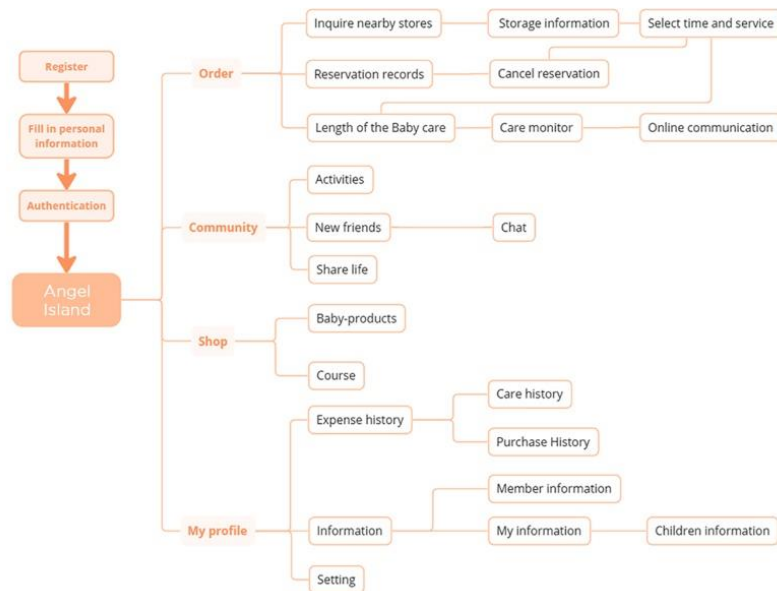 Register
Fill in personal
information
Authentication
Angel
Island
Order
Inquire nearby stores
Storage information
Select time and service
Reservation records
Cancel reservation
Length of the Baby care
Care monitor
Online communication
Community
Activities
New friends
Chat
Share life
Shop
Baby-products
Course
My profile
Expense history
Care history
Purchase History
Information
Member information
My information
Children information
Setting